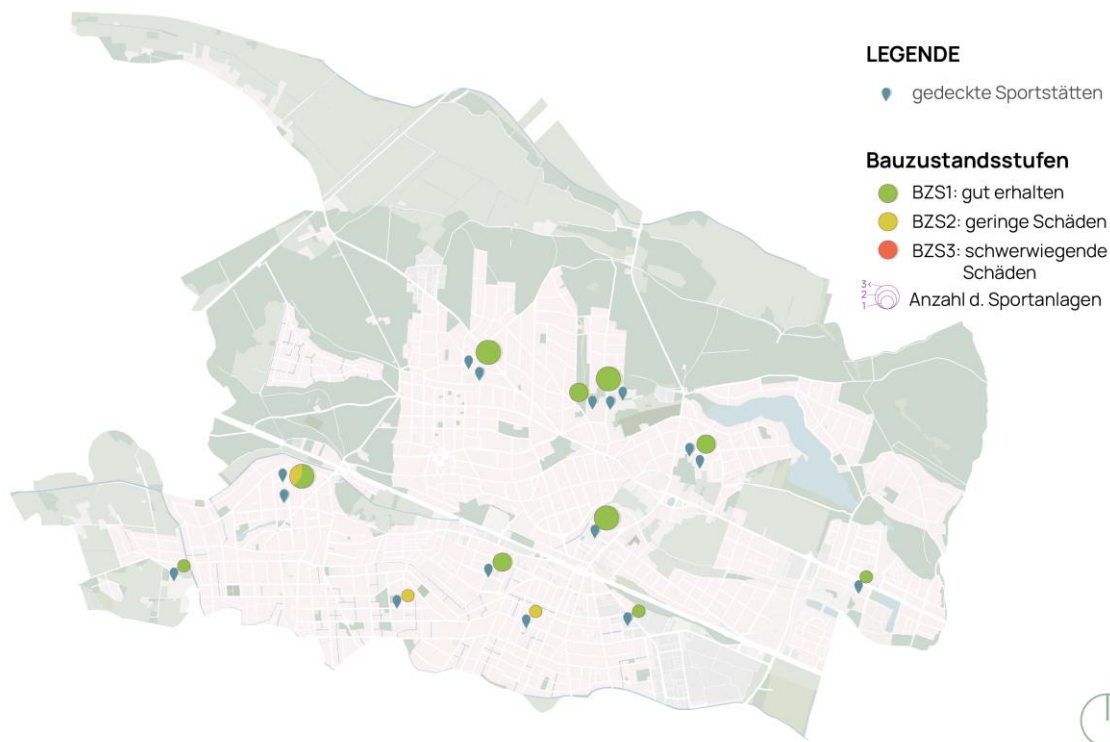 LEGENDE
gedeckte Sportstätten
Bauzustandsstufen
BZS1: gut erhalten
BZS2: geringe Schäden
BZS3: schwerwiegende
Schäden
3
2
1
Anzahl d. Sportanlagen